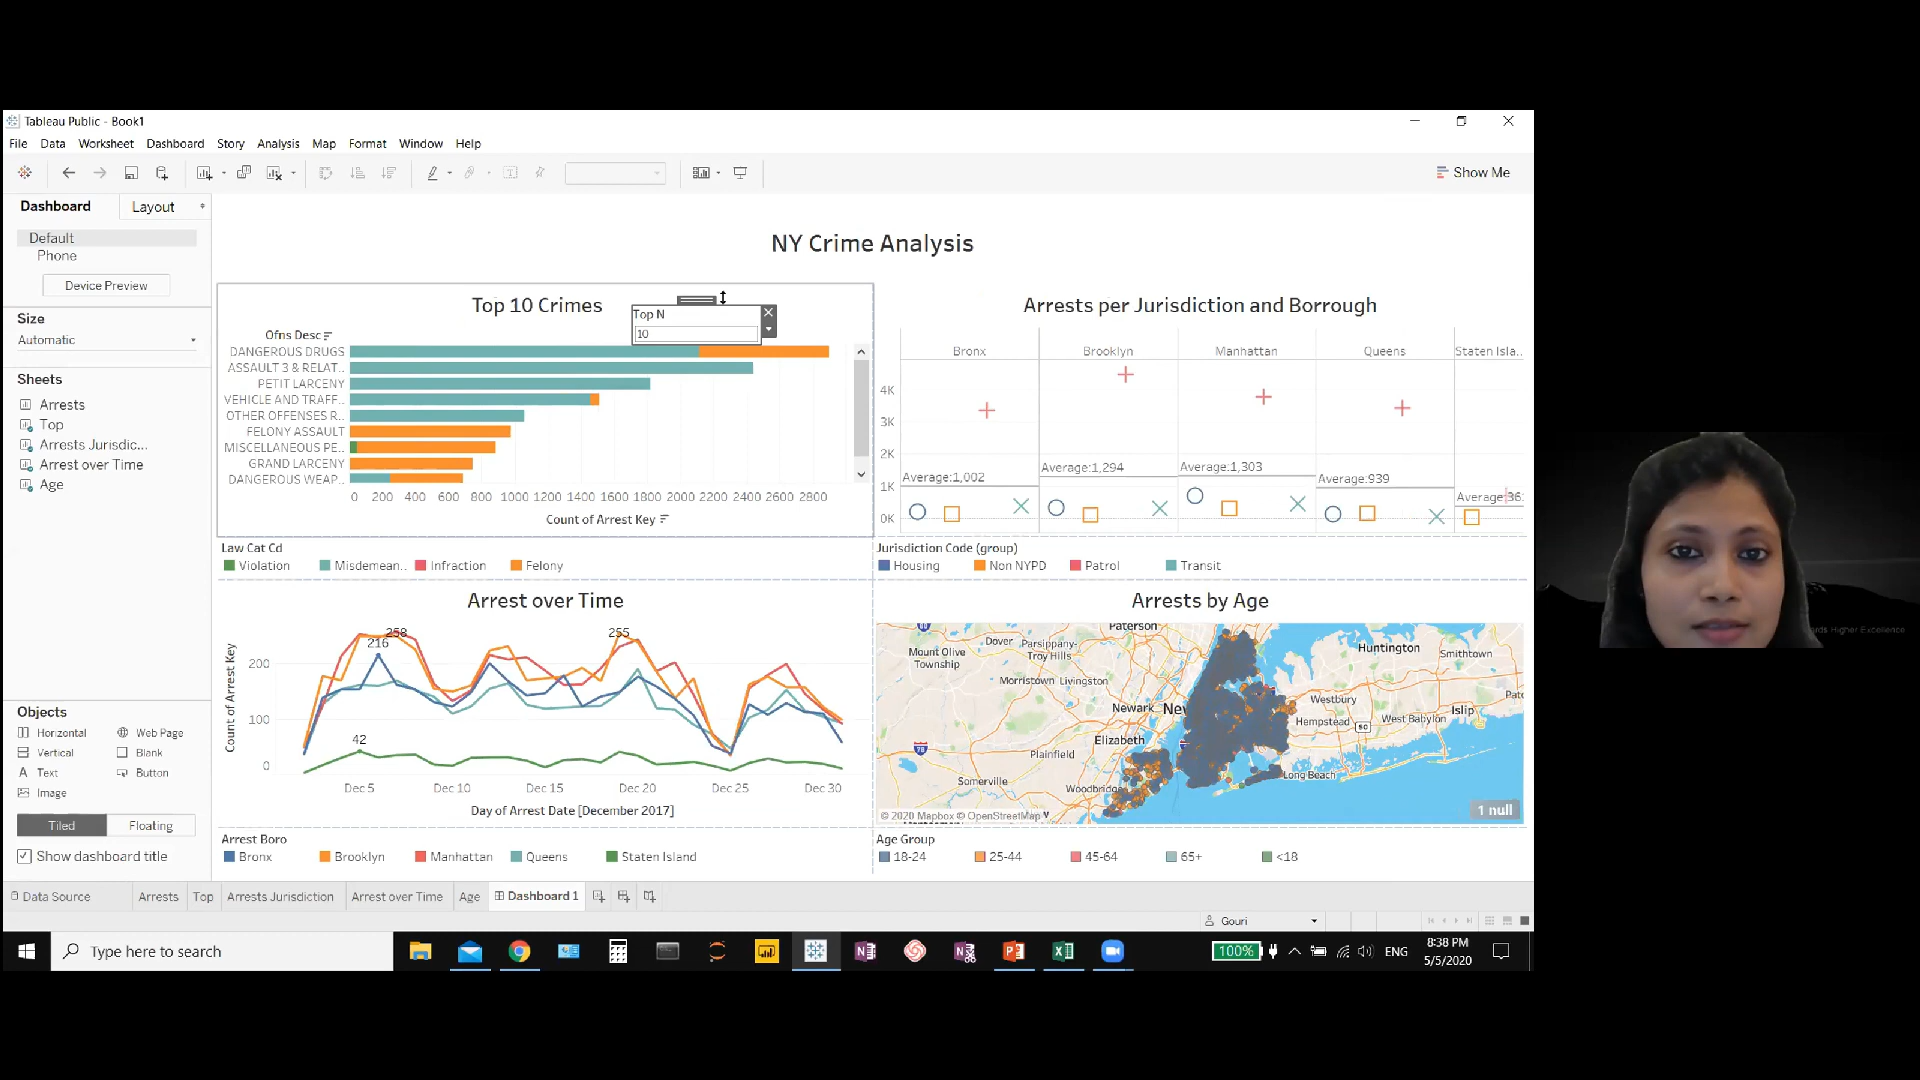 Tableau Public - Book1
File Data Worksheet Dashboard Story Analysis Map Format Window Help
Show Me
Dashboard Layout
Default
Phone
Device Preview
Size
Automatic
Sheets
Arrests
Top
Arrests Jurisdic...
Arrest over Time
Age
Objects
Horizontal Web Page
Vertical Blank
Text Button
Image
Tiled Floating
Show dashboard title
NY Crime Analysis
Top 10 Crimes
Top N
10
Ofns Desc
DANGEROUS DRUGS
ASSAULT 3 & RELAT..
PETIT LARCENY
VEHICLE AND TRAFF..
OTHER OFFENSES R..
FELONY ASSAULT
MISCELLANEOUS PE..
GRAND LARCENY
DANGEROUS WEAP..
0 200 400 600 800 1000 1200 1400 1600 1800 2000 2200 2400 2600 2800
Count of Arrest Key
Law Cat Cd
Violation Misdemean.. Infraction Felony
Arrests per Jurisdiction and Borrough
Bronx Brooklyn Manhattan Queens Staten Isla..
4K
3K
2K
1K
0K
Average:1,002 Average:1,294 Average:1,303 Average:939
Jurisdiction Code (group)
Housing Non NYPD Patrol Transit
Arrest over Time
Count of Arrest Key
200
100
0
258
216
255
42
Dec 5 Dec 10 Dec 15 Dec 20 Dec 25 Dec 30
Day of Arrest Date [December 2017]
Arrest Boro
Bronx Brooklyn Manhattan Queens Staten Island
Arrests by Age
Paterson
Dover
Parsippany-
Troy Hills
Mount Olive
Township
Morristown
Livingston
Newark
Elizabeth
Plainfield
Somerville
Woodbridge
Huntington
Smithtown
Westbury
Hempstead
West Babylon
Islip
Long Beach
© 2020 Mapbox © OpenStreetMap
1 null
Age Group
18-24 25-44 45-64 65+ <18
Data Source Arrests Top Arrests Jurisdiction Arrest over Time Age Dashboard 1
Gouri
Type here to search
100%
ENG
8:38 PM
5/5/2020